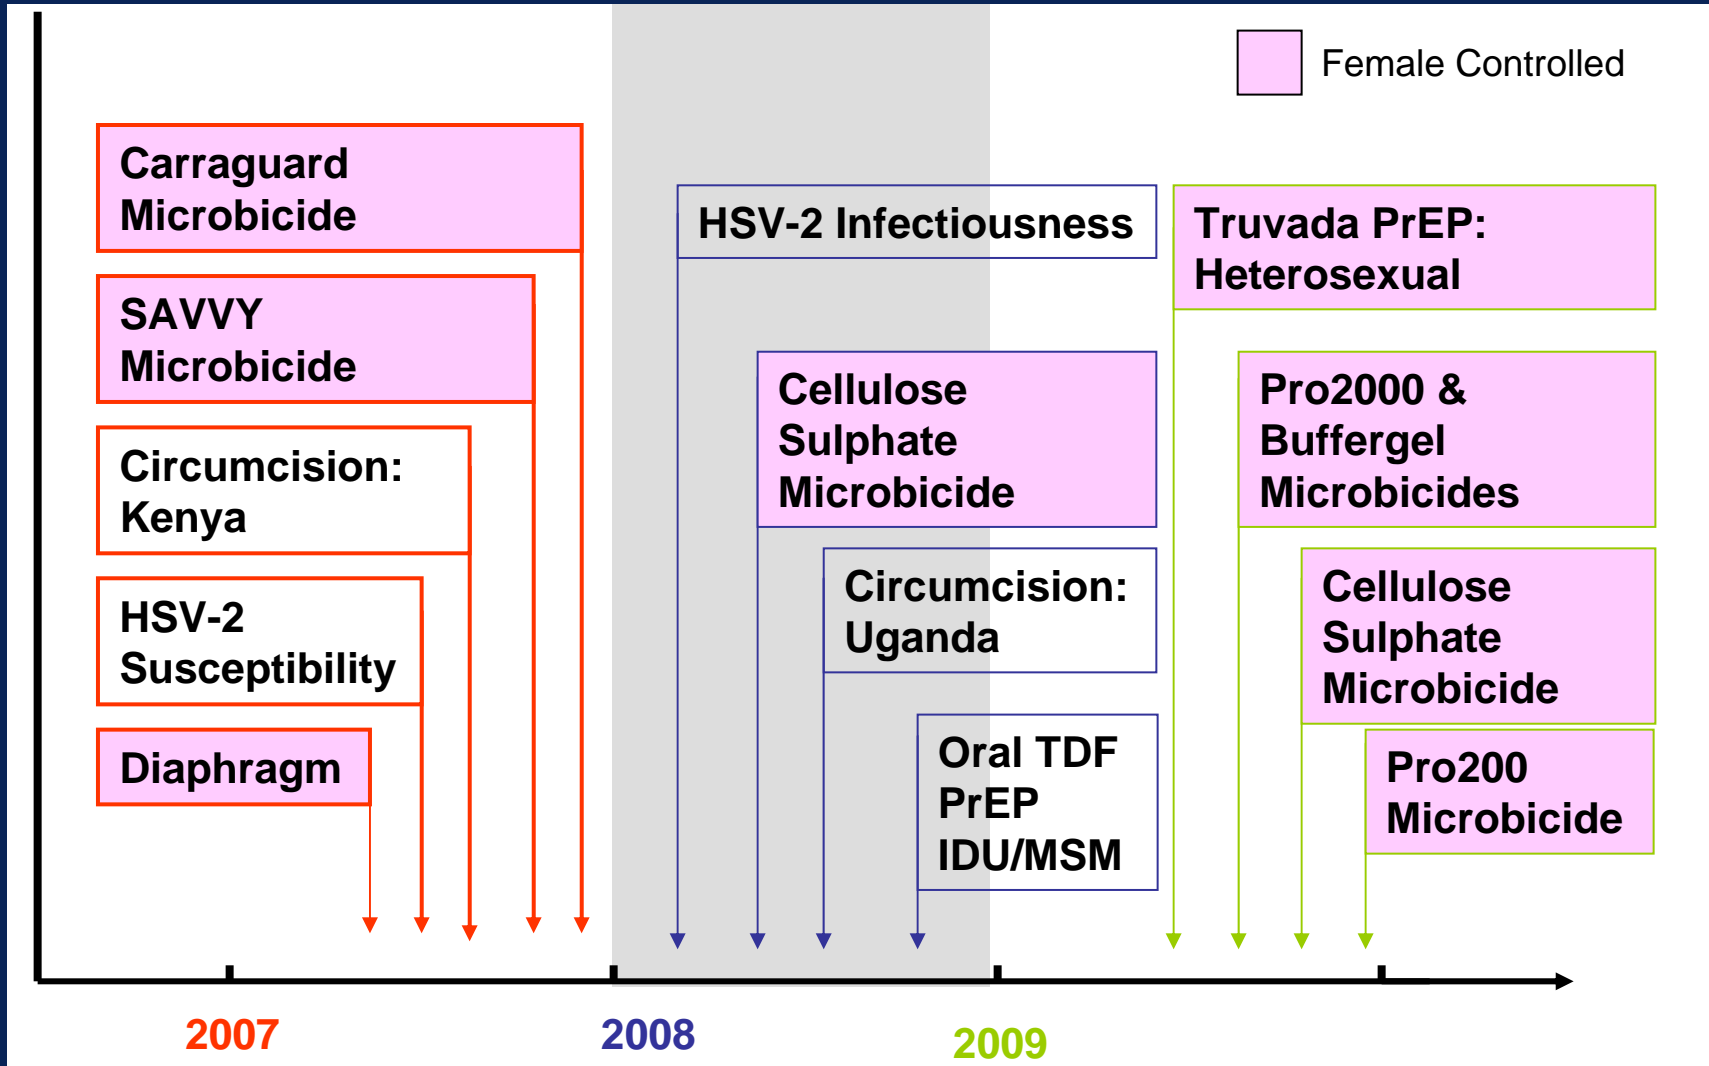 Female Controlled
Carraguard
Microbicide
SAVVY
Microbicide
Circumcision:
Kenya
HSV-2
Susceptibility
Diaphragm
HSV-2 Infectiousness
Cellulose
Sulphate
Microbicide
Circumcision:
Uganda
Oral TDF
PrEP
IDU/MSM
Truvada PrEP:
Heterosexual
Pro2000 &
Buffergel
Microbicides
Cellulose
Sulphate
Microbicide
Pro200
Microbicide
2007
2008
2009